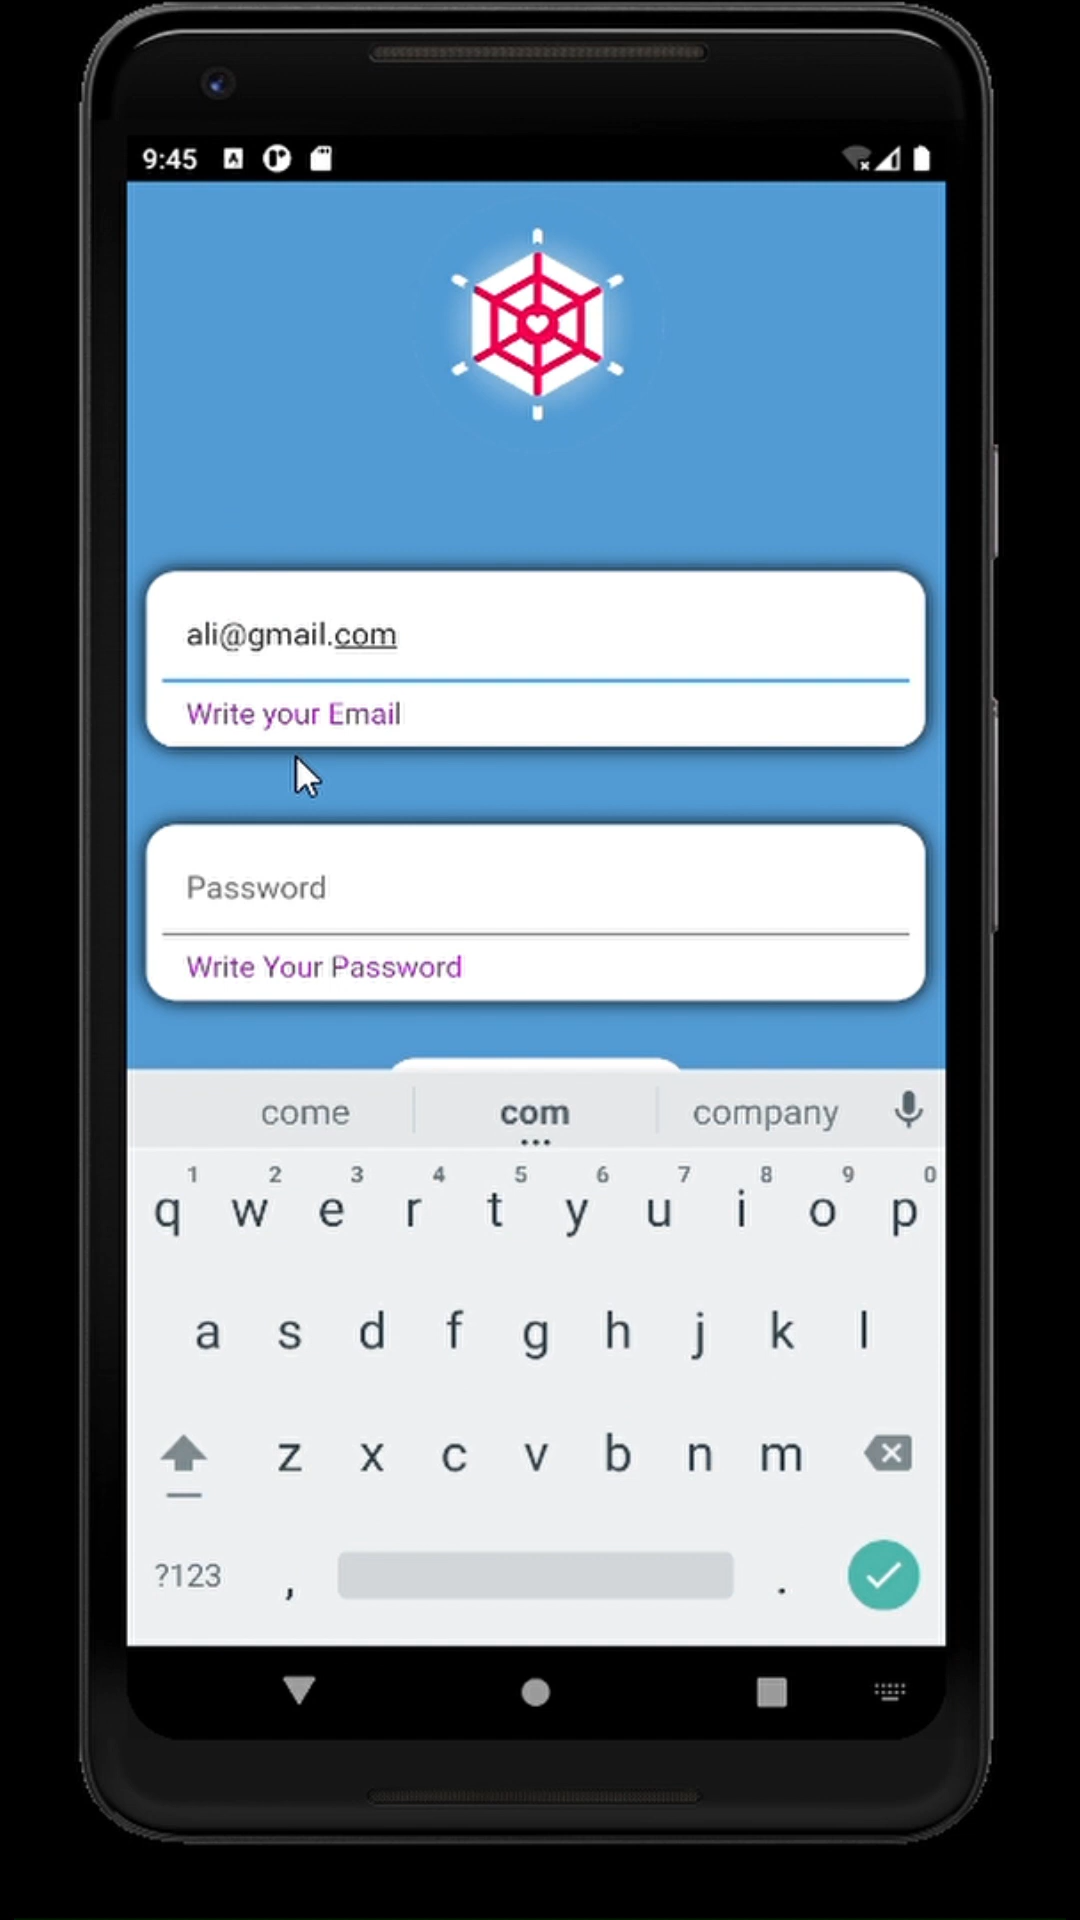 9:45
ali@gmail.com
Write your Email
Password
Write Your Password
come com company
1 2 3 4 5 6 7 8 9 0
q w e r t y u i o p
a s d f g h j k l
z x c v b n m
?123 , .